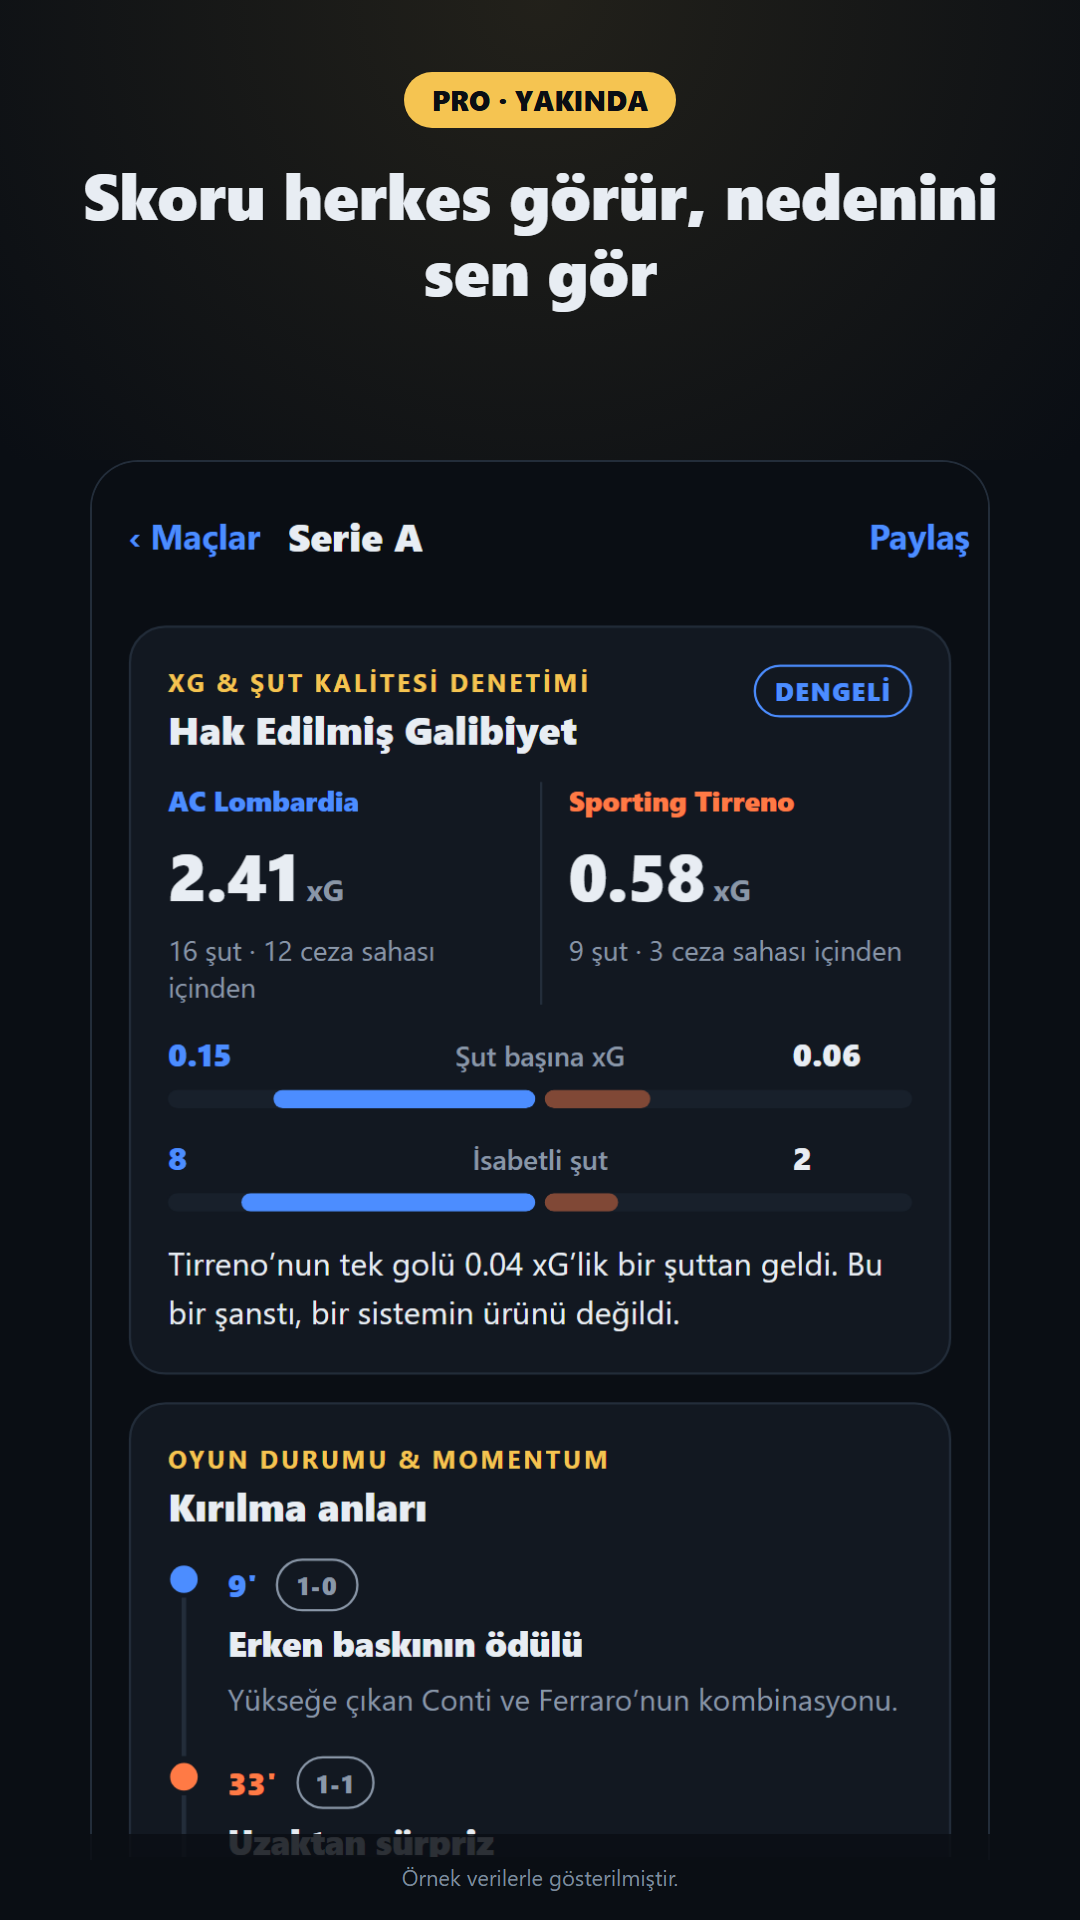 PRO · YAKINDA
Skoru herkes görür, nedenini
sen gör
‹ Maçlar Serie A Paylaş
XG & ŞUT KALİTESİ DENETİMİ
DENGELİ
Hak Edilmiş Galibiyet
AC Lombardia Sporting Tirreno
2.41 xG 0.58 xG
16 şut · 12 ceza sahası
içinden
9 şut · 3 ceza sahası içinden
0.15 Şut başına xG 0.06
8 İsabetli şut 2
Tirreno’nun tek golü 0.04 xG’lik bir şuttan geldi. Bu
bir şanstı, bir sistemin ürünü değildi.
OYUN DURUMU & MOMENTUM
Kırılma anları
9' 1-0
Erken baskının ödülü
Yükseğe çıkan Conti ve Ferraro’nun kombinasyonu.
33' 1-1
Uzaktan sürpriz
Örnek verilerle gösterilmiştir.